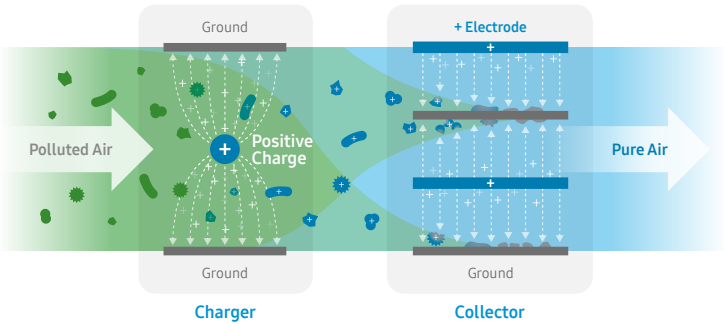 Ground
+ Electrode
+
Polluted Air
+
Positive
Charge
Pure Air
+
Ground
Ground
Charger
Collector